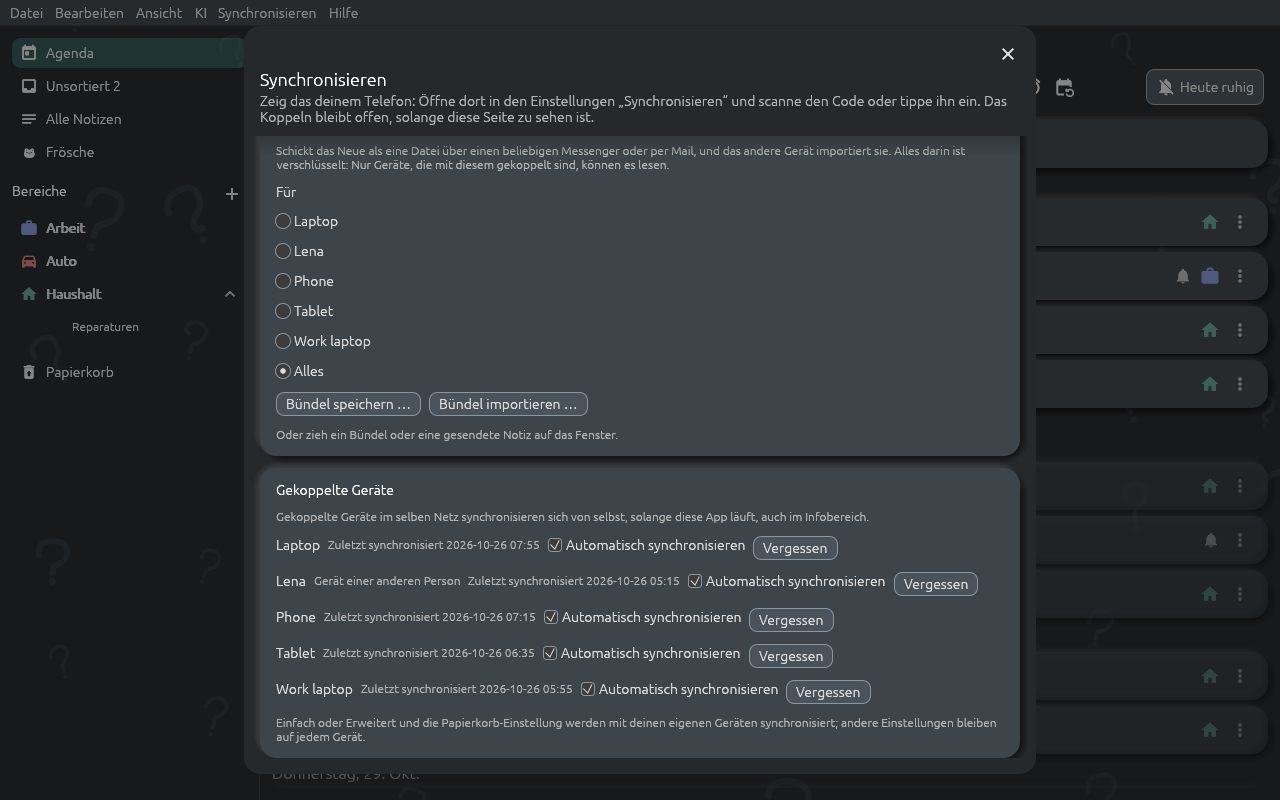 Datei Bearbeiten Ansicht KI Synchronisieren Hilfe
Agenda
Unsortiert 2
Alle Notizen
Frösche
Bereiche
Arbeit
Auto
Haushalt
Reparaturen
Papierkorb
Heute ruhig
Synchronisieren
Zeig das deinem Telefon: Öffne dort in den Einstellungen „Synchronisieren“ und scanne den Code oder tippe ihn ein. Das
Koppeln bleibt offen, solange diese Seite zu sehen ist.
Schickt das Neue als eine Datei über einen beliebigen Messenger oder per Mail, und das andere Gerät importiert sie. Alles darin ist
verschlüsselt: Nur Geräte, die mit diesem gekoppelt sind, können es lesen.
Für
Laptop
Lena
Phone
Tablet
Work laptop
Alles
Bündel speichern … Bündel importieren …
Oder zieh ein Bündel oder eine gesendete Notiz auf das Fenster.
Gekoppelte Geräte
Gekoppelte Geräte im selben Netz synchronisieren sich von selbst, solange diese App läuft, auch im Infobereich.
Laptop Zuletzt synchronisiert 2026-10-26 07:55 Automatisch synchronisieren Vergessen
Lena Gerät einer anderen Person Zuletzt synchronisiert 2026-10-26 05:15 Automatisch synchronisieren Vergessen
Phone Zuletzt synchronisiert 2026-10-26 07:15 Automatisch synchronisieren Vergessen
Tablet Zuletzt synchronisiert 2026-10-26 06:35 Automatisch synchronisieren Vergessen
Work laptop Zuletzt synchronisiert 2026-10-26 05:55 Automatisch synchronisieren Vergessen
Einfach oder Erweitert und die Papierkorb-Einstellung werden mit deinen eigenen Geräten synchronisiert; andere Einstellungen bleiben
auf jedem Gerät.
Donnerstag, 29. Okt.